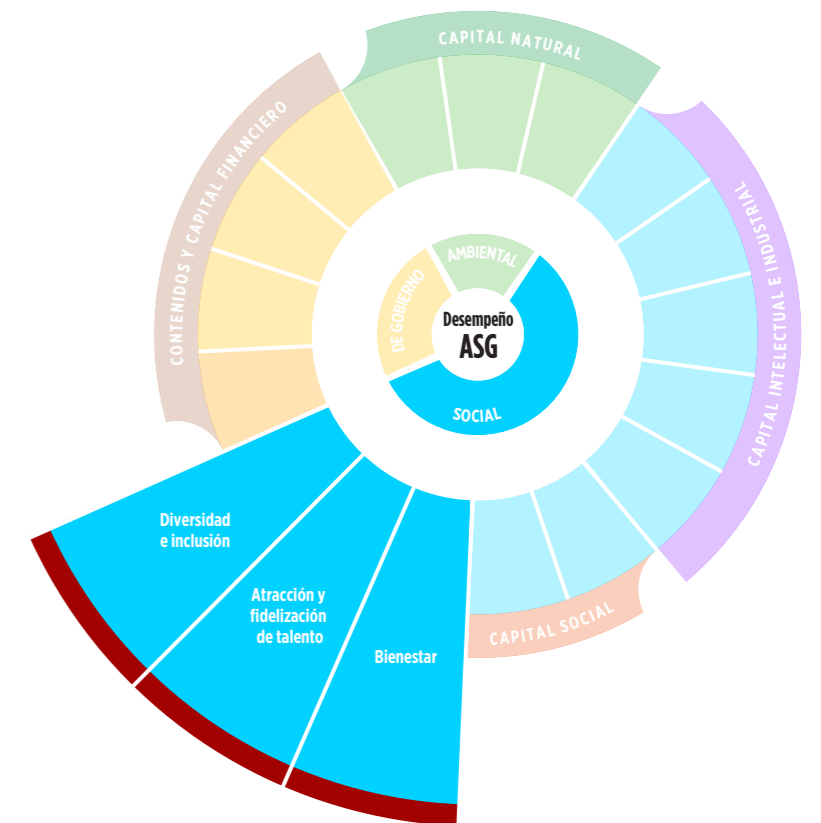 CAPITAL NATURAL
CONTENIDOS Y CAPITAL FINANCIERO
CAPITAL INTELECTUAL E INDUSTRIAL
AMBIENTAL
DE GOBIERNO
Desempeño
ASG
SOCIAL
Diversidad
e inclusión
Atracción y
fidelización
de talento
Bienestar
CAPITAL SOCIAL